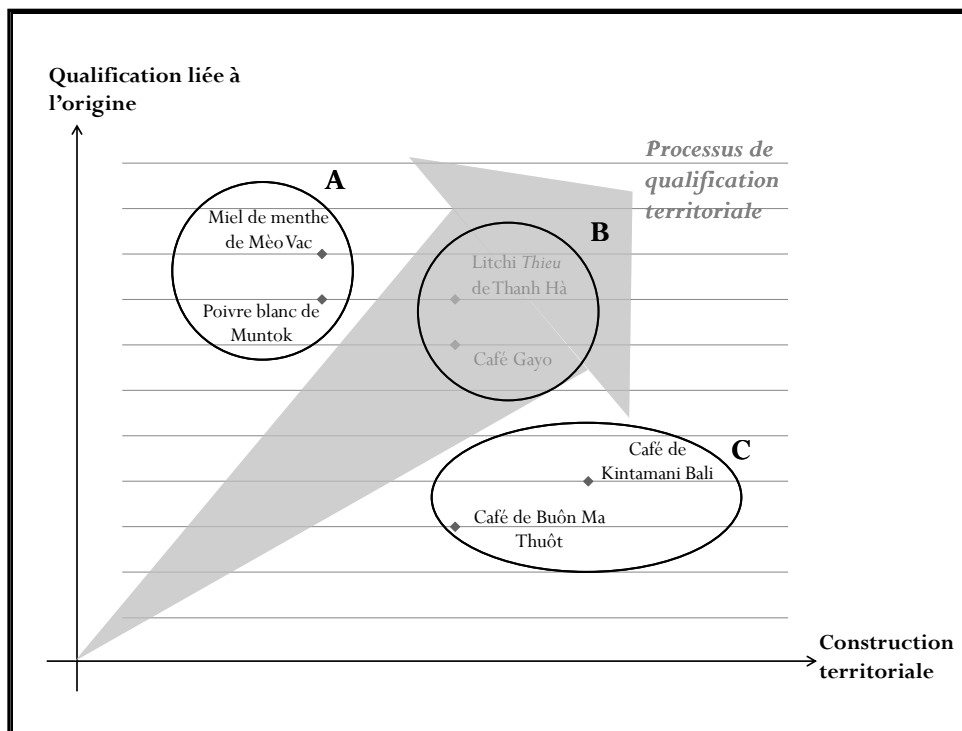 Qualification liée à
l'origine
Processus de
qualification
territoriale
A
Miel de menthe
de Mèo Vac
Poivre blanc de
Muntok
B
Litchi Thieu
de Thanh Hà
Café Gayo
C
Café de
Kintamani Bali
Café de Buôn Ma
Thuôt
Construction
territoriale